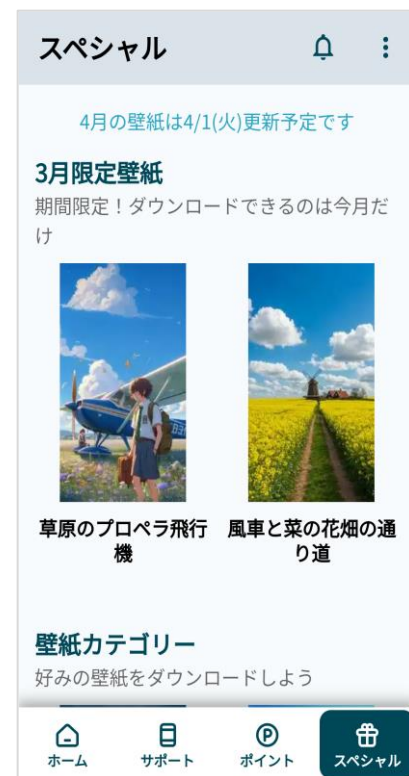 スペシャル
4月の壁紙は4/1(火)更新予定です
3月限定壁紙
期間限定！ダウンロードできるのは今月だ
け
草原のプロペラ飛行
機
風車と菜の花畑の通
り道
壁紙カテゴリー
好みの壁紙をダウンロードしよう
ホーム
サポート
ポイント
スペシャル